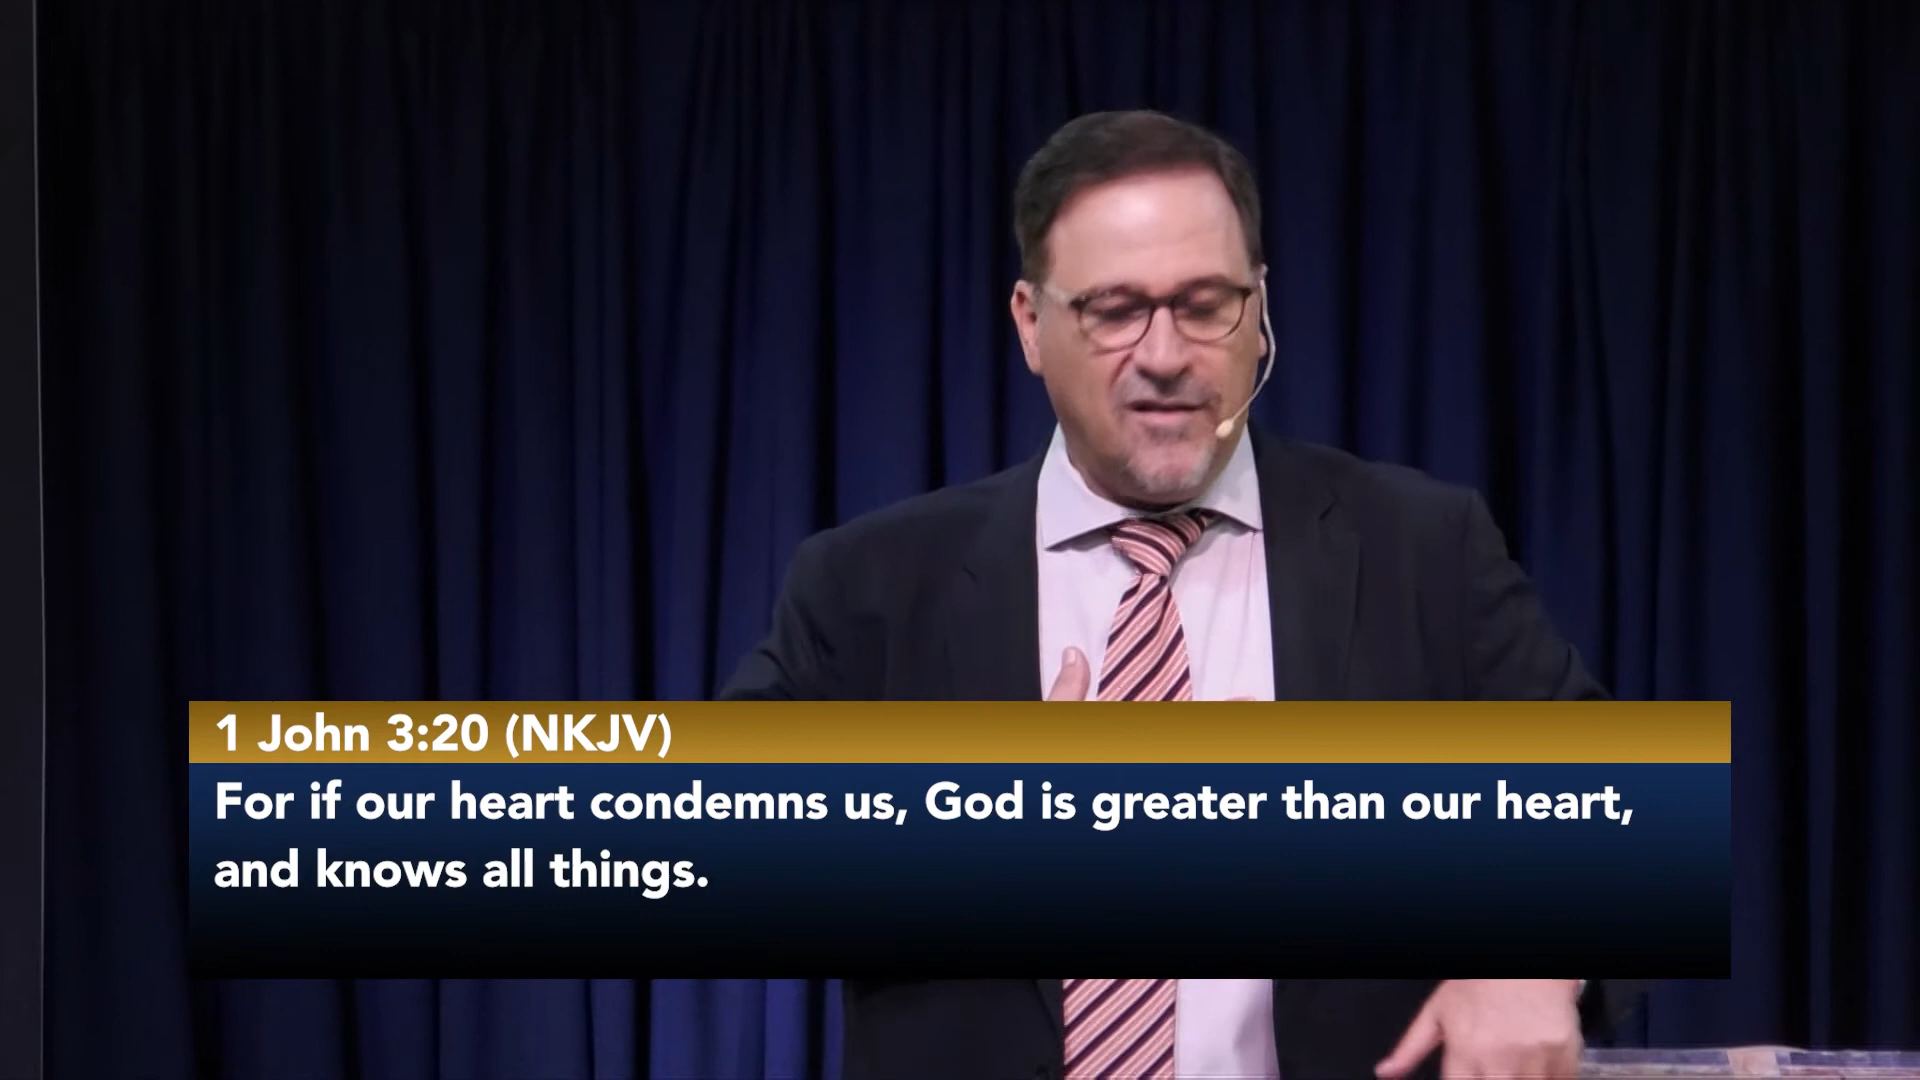 1 John 3:20 (NKJV)
For if our heart condemns us, God is greater than our heart,
and knows all things.